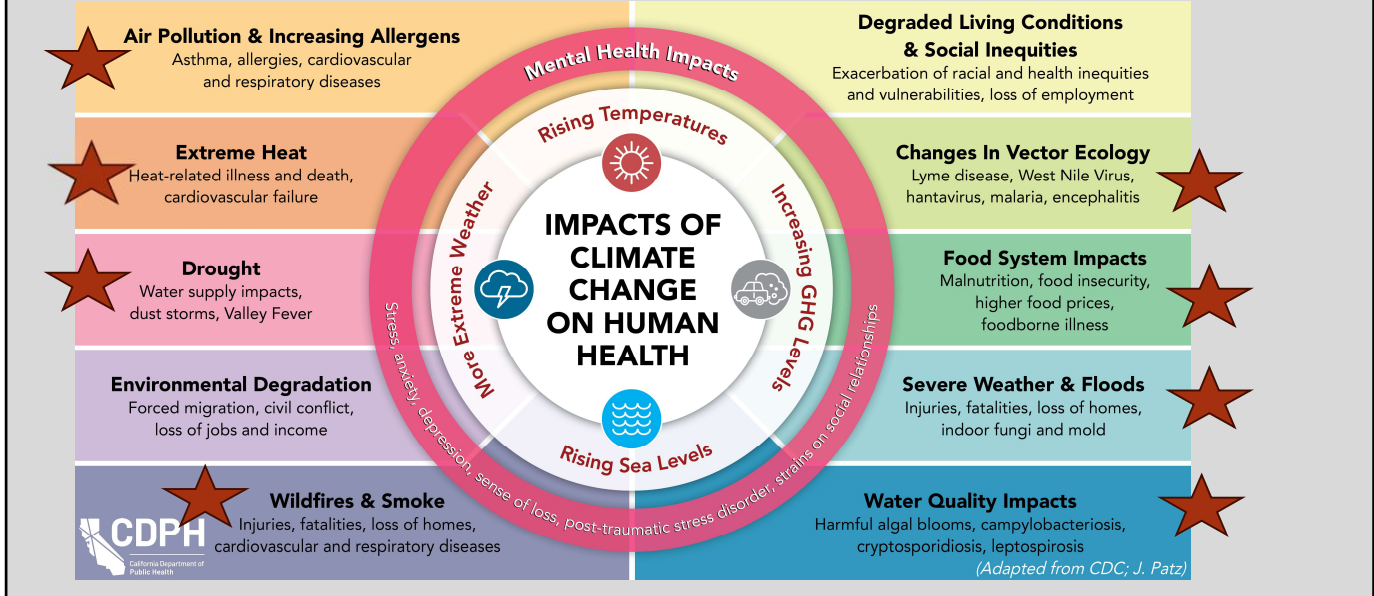 Air Pollution & Increasing Allergens
Asthma, allergies, cardiovascular
and respiratory diseases
Extreme Heat
Heat-related illness and death,
cardiovascular failure
Drought
Water supply impacts,
dust storms, Valley Fever
Environmental Degradation
Forced migration, civil conflict,
loss of jobs and income
Wildfires & Smoke
Injuries, fatalities, loss of homes,
cardiovascular and respiratory diseases
CDPH
California Department of
Public Health
Mental Health Impacts
Rising Temperatures
More Extreme Weather
Increasing GHG Levels
Rising Sea Levels
IMPACTS OF
CLIMATE
CHANGE
ON HUMAN
HEALTH
Stress, anxiety, depression, sense of loss, post-traumatic stress disorder, strains on social relationships
Degraded Living Conditions
& Social Inequities
Exacerbation of racial and health inequities
and vulnerabilities, loss of employment
Changes In Vector Ecology
Lyme disease, West Nile Virus,
hantavirus, malaria, encephalitis
Food System Impacts
Malnutrition, food insecurity,
higher food prices,
foodborne illness
Severe Weather & Floods
Injuries, fatalities, loss of homes,
indoor fungi and mold
Water Quality Impacts
Harmful algal blooms, campylobacteriosis,
cryptosporidiosis, leptospirosis
(Adapted from CDC; J. Patz)